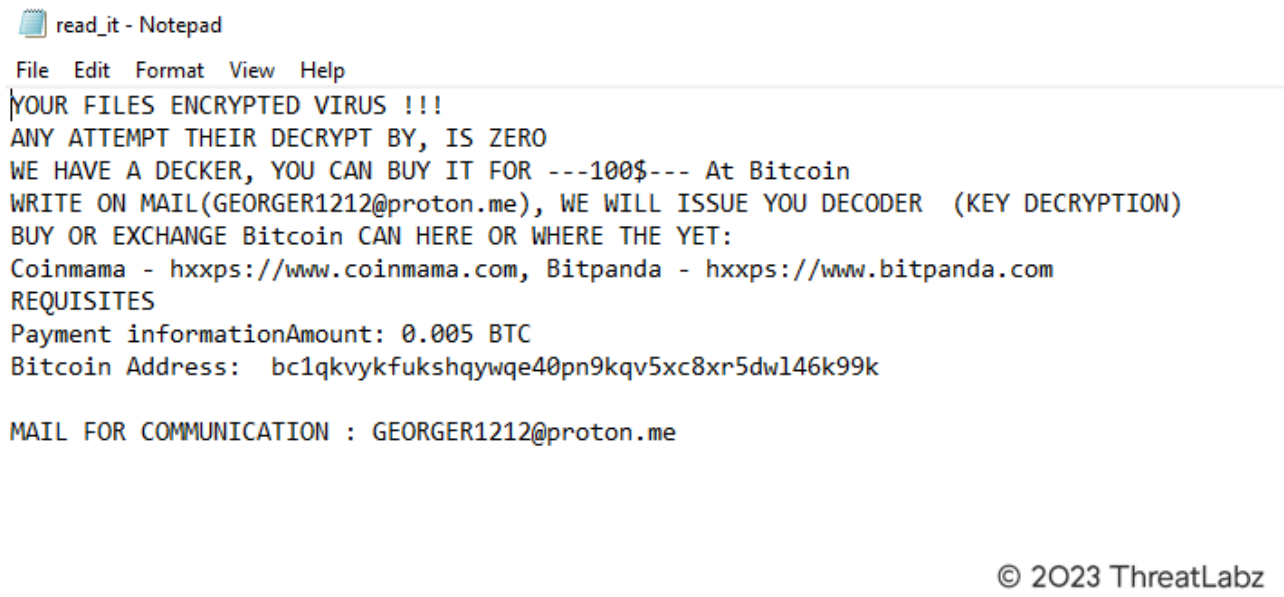 read_it - Notepad
File Edit Format View Help
YOUR FILES ENCRYPTED VIRUS !!!
ANY ATTEMPT THEIR DECRYPT BY, IS ZERO
WE HAVE A DECKER, YOU CAN BUY IT FOR ---100$--- At Bitcoin
WRITE ON MAIL(GEORGER1212@proton.me), WE WILL ISSUE YOU DECODER  (KEY DECRYPTION)
BUY OR EXCHANGE Bitcoin CAN HERE OR WHERE THE YET:
Coinmama - hxxps://www.coinmama.com, Bitpanda - hxxps://www.bitpanda.com
REQUISITES
Payment informationAmount: 0.005 BTC
Bitcoin Address:  bc1qkvykfukshqywqe40pn9kqv5xc8xr5dwl46k99k
MAIL FOR COMMUNICATION : GEORGER1212@proton.me
© 2023 ThreatLabz